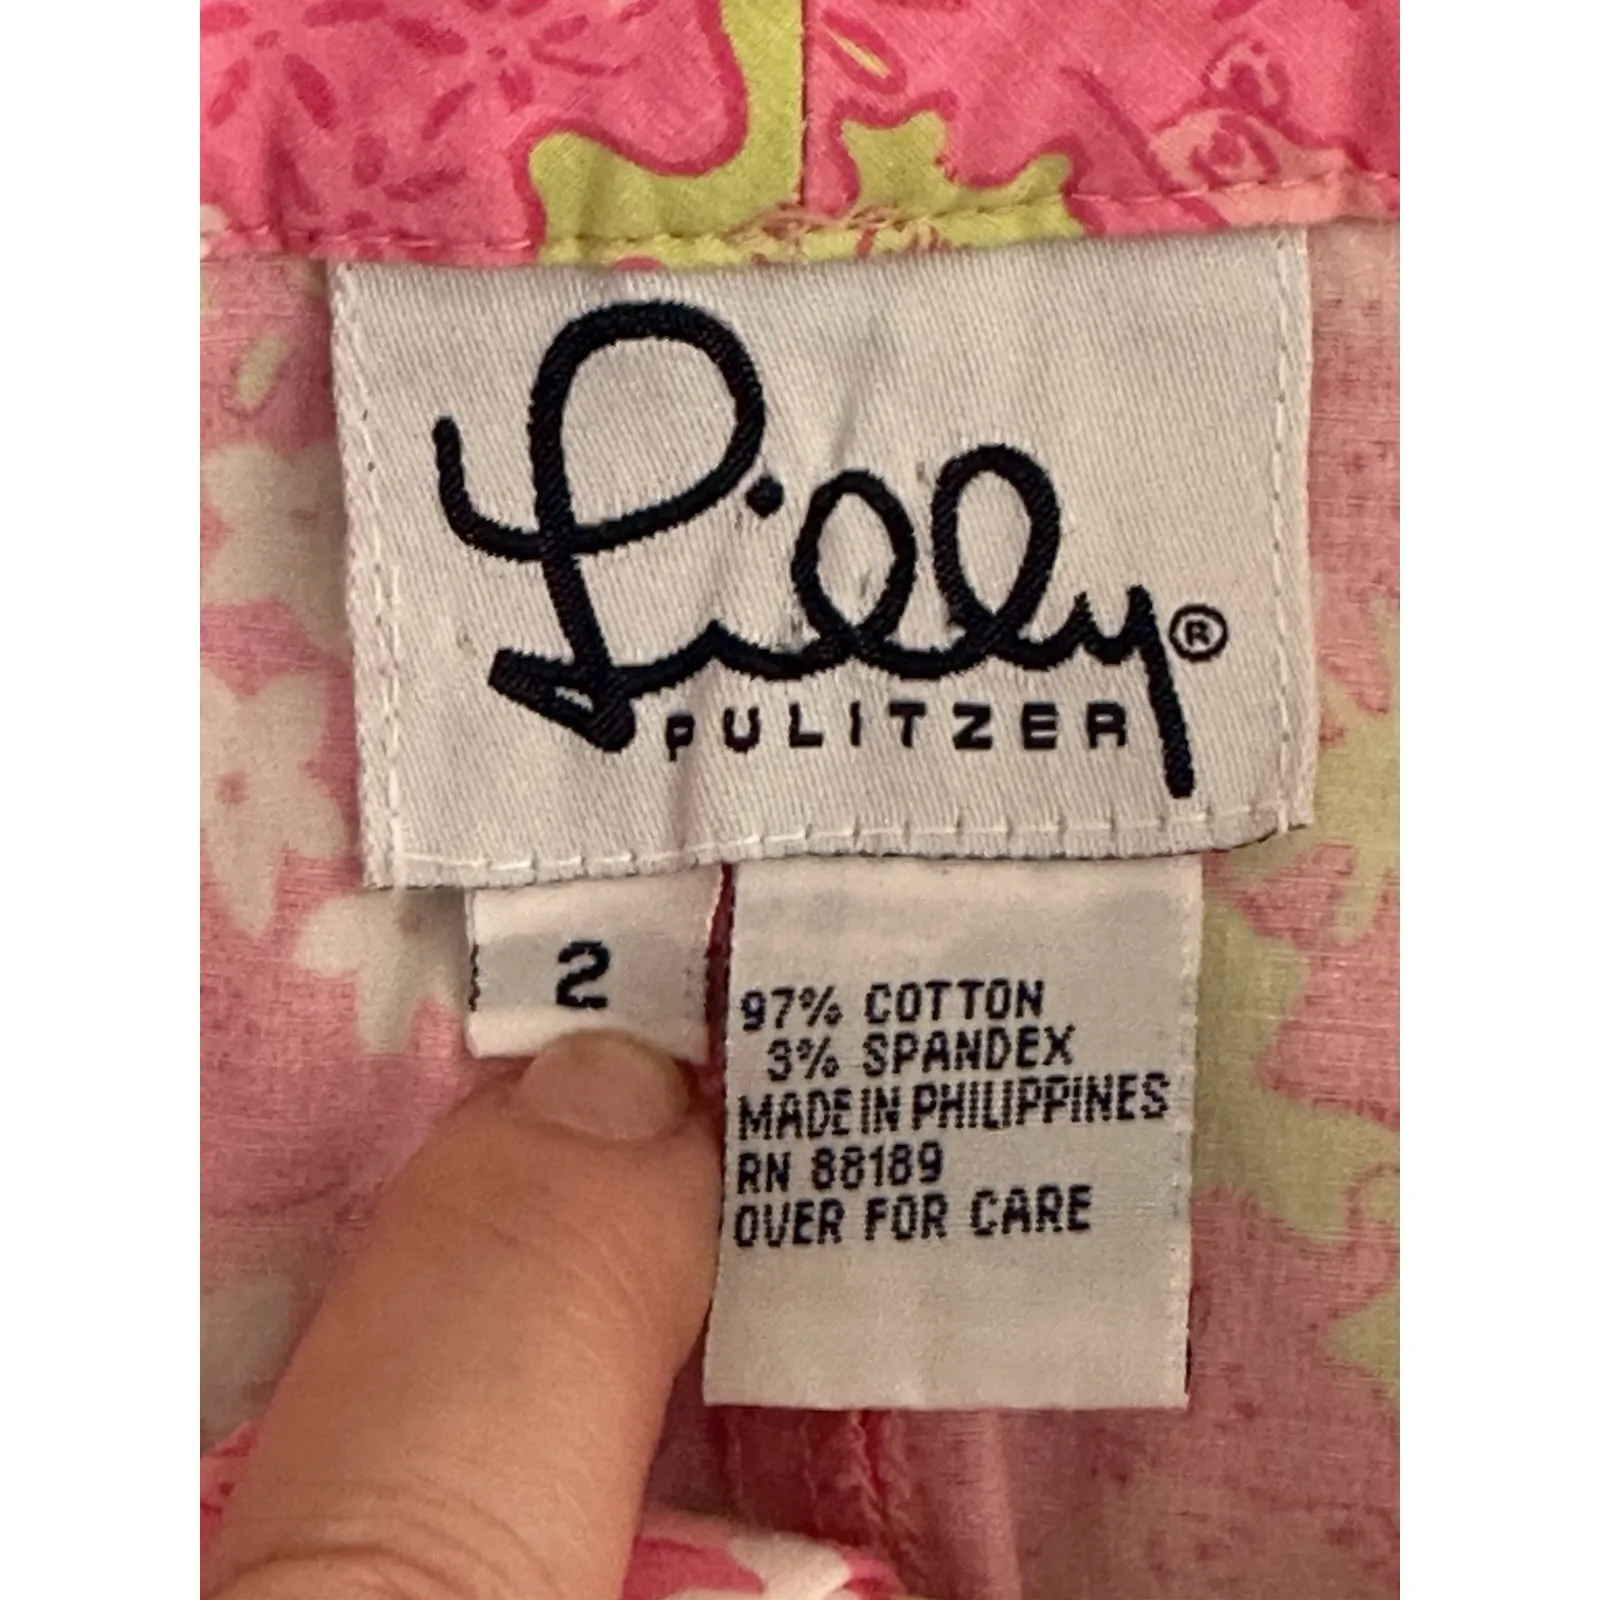 Lilly®
PULITZER
2
97% COTTON
3% SPANDEX
MADE IN PHILIPPINES
RN 88189
OVER FOR CARE